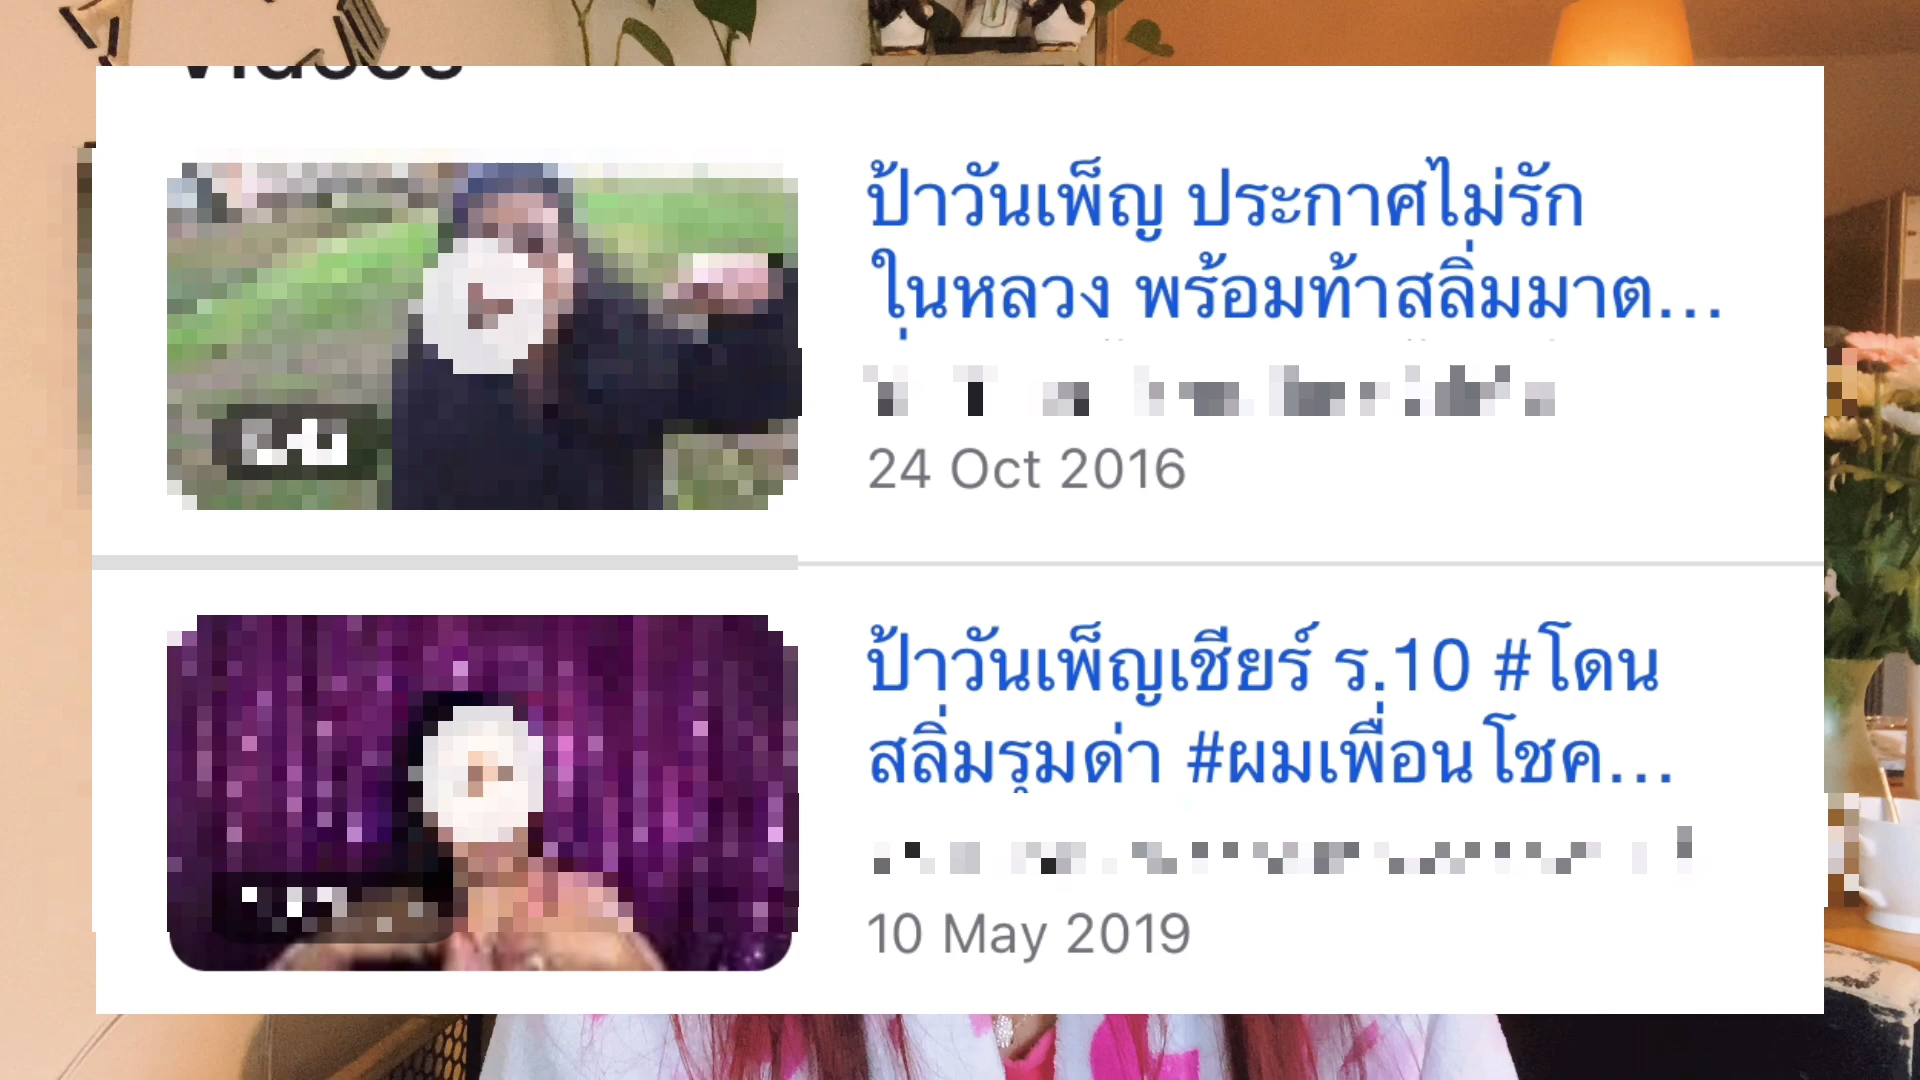 Videos
ป้าวันเพ็ญ ประกาศไม่รัก
ในหลวง พร้อมท้าสลิ่มมาต...
24 Oct 2016
ป้าวันเพ็ญเชียร์ ร.10 #โดน
สลิ่มรุมด่า #ผมเพื่อนโชค...
10 May 2019